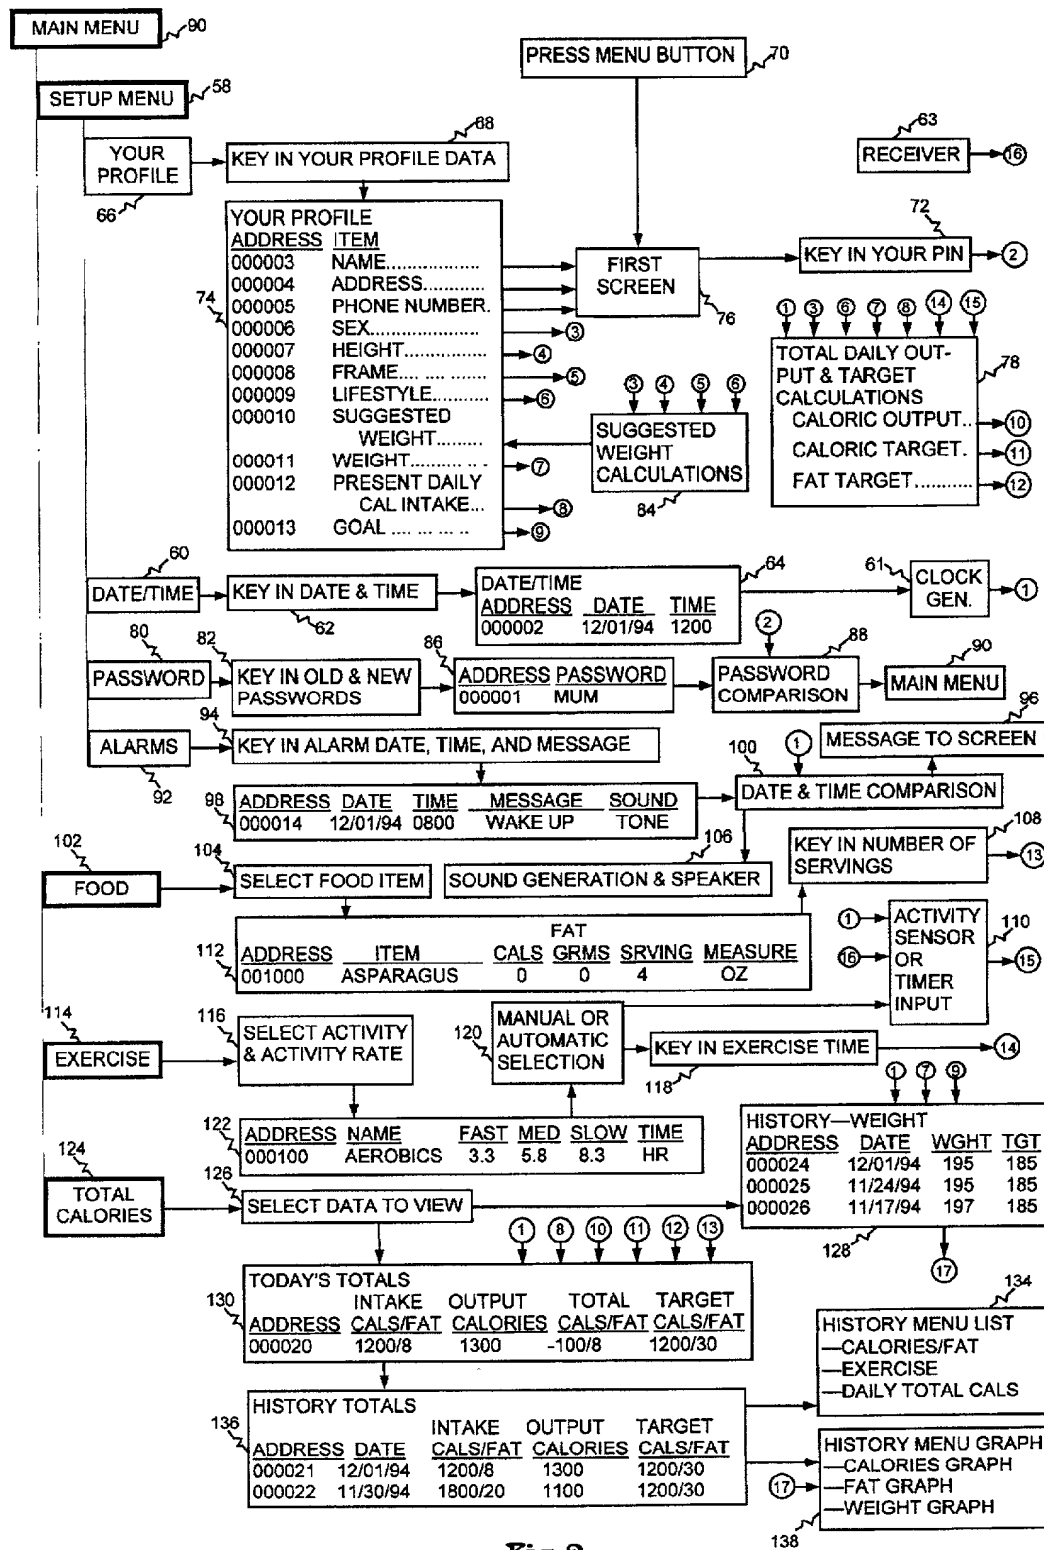 MAIN MENU
90
PRESS MENU BUTTON
70
SETUP MENU
58
68
63
YOUR
PROFILE
KEY IN YOUR PROFILE DATA
RECEIVER
16
66
YOUR PROFILE
ADDRESS ITEM
72
000003 NAME..................
FIRST
SCREEN
KEY IN YOUR PIN
2
000004 ADDRESS............
74
000005 PHONE NUMBER.
76
1 3 6 7 8 14 15
000006 SEX......................
3
000007 HEIGHT.................
4
TOTAL DAILY OUT-
PUT & TARGET
CALCULATIONS
78
000008 FRAME.... .... ........
5
000009 LIFESTYLE...........
6
3 4 5 6
CALORIC OUTPUT..
10
000010 SUGGESTED
WEIGHT.........
SUGGESTED
WEIGHT
CALCULATIONS
CALORIC TARGET.
11
000011 WEIGHT.......... .. .
7
FAT TARGET...........
12
000012 PRESENT DAILY
CAL INTAKE...
8
84
000013 GOAL .... ... ... ..
9
60
DATE/TIME
KEY IN DATE & TIME
62
DATE/TIME
64
ADDRESS DATE TIME
000002 12/01/94 1200
61
CLOCK
GEN.
1
80
82
86
2
88
90
PASSWORD
KEY IN OLD & NEW
PASSWORDS
ADDRESS PASSWORD
000001 MUM
PASSWORD
COMPARISON
MAIN MENU
94
96
ALARMS
KEY IN ALARM DATE, TIME, AND MESSAGE
1
MESSAGE TO SCREEN
92
100
98
ADDRESS DATE TIME MESSAGE SOUND
000014 12/01/94 0800 WAKE UP TONE
DATE & TIME COMPARISON
102
104
106
108
FOOD
SELECT FOOD ITEM
SOUND GENERATION & SPEAKER
KEY IN NUMBER OF
SERVINGS
13
FAT
112
ADDRESS ITEM CALS GRMS SRVING MEASURE
001000 ASPARAGUS 0 0 4 OZ
1
16
ACTIVITY
SENSOR
OR
TIMER
INPUT
110
15
114
116
EXERCISE
SELECT ACTIVITY
& ACTIVITY RATE
120
MANUAL OR
AUTOMATIC
SELECTION
KEY IN EXERCISE TIME
14
118
1 7 9
122
ADDRESS NAME FAST MED SLOW TIME
000100 AEROBICS 3.3 5.8 8.3 HR
HISTORY—WEIGHT
ADDRESS DATE WGHT TGT
000024 12/01/94 195 185
000025 11/24/94 195 185
000026 11/17/94 197 185
128
17
124
126
TOTAL
CALORIES
SELECT DATA TO VIEW
1 8 10 11 12 13
TODAY'S TOTALS
130
INTAKE OUTPUT TOTAL TARGET
ADDRESS CALS/FAT CALORIES CALS/FAT CALS/FAT
000020 1200/8 1300 -100/8 1200/30
134
HISTORY MENU LIST
—CALORIES/FAT
—EXERCISE
—DAILY TOTAL CALS
HISTORY TOTALS
136
INTAKE OUTPUT TARGET
ADDRESS DATE CALS/FAT CALORIES CALS/FAT
000021 12/01/94 1200/8 1300 1200/30
000022 11/30/94 1800/20 1100 1200/30
HISTORY MENU GRAPH
—CALORIES GRAPH
17
—FAT GRAPH
—WEIGHT GRAPH
138